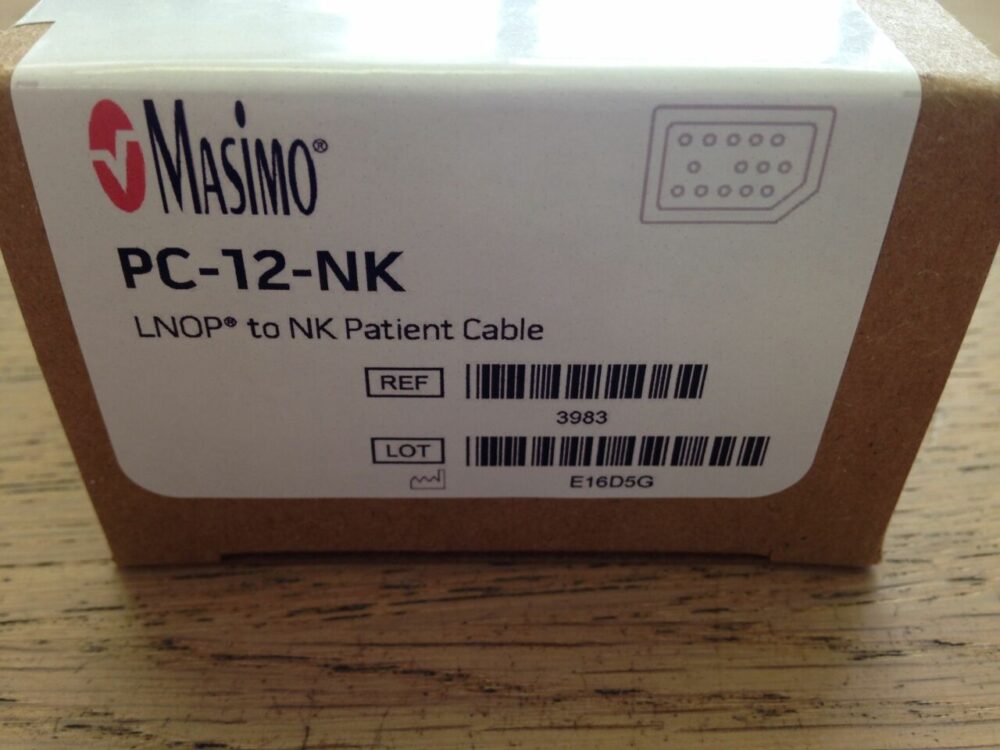 MASIMO®
PC-12-NK
LNOP® to NK Patient Cable
REF
3983
LOT
E16D5G